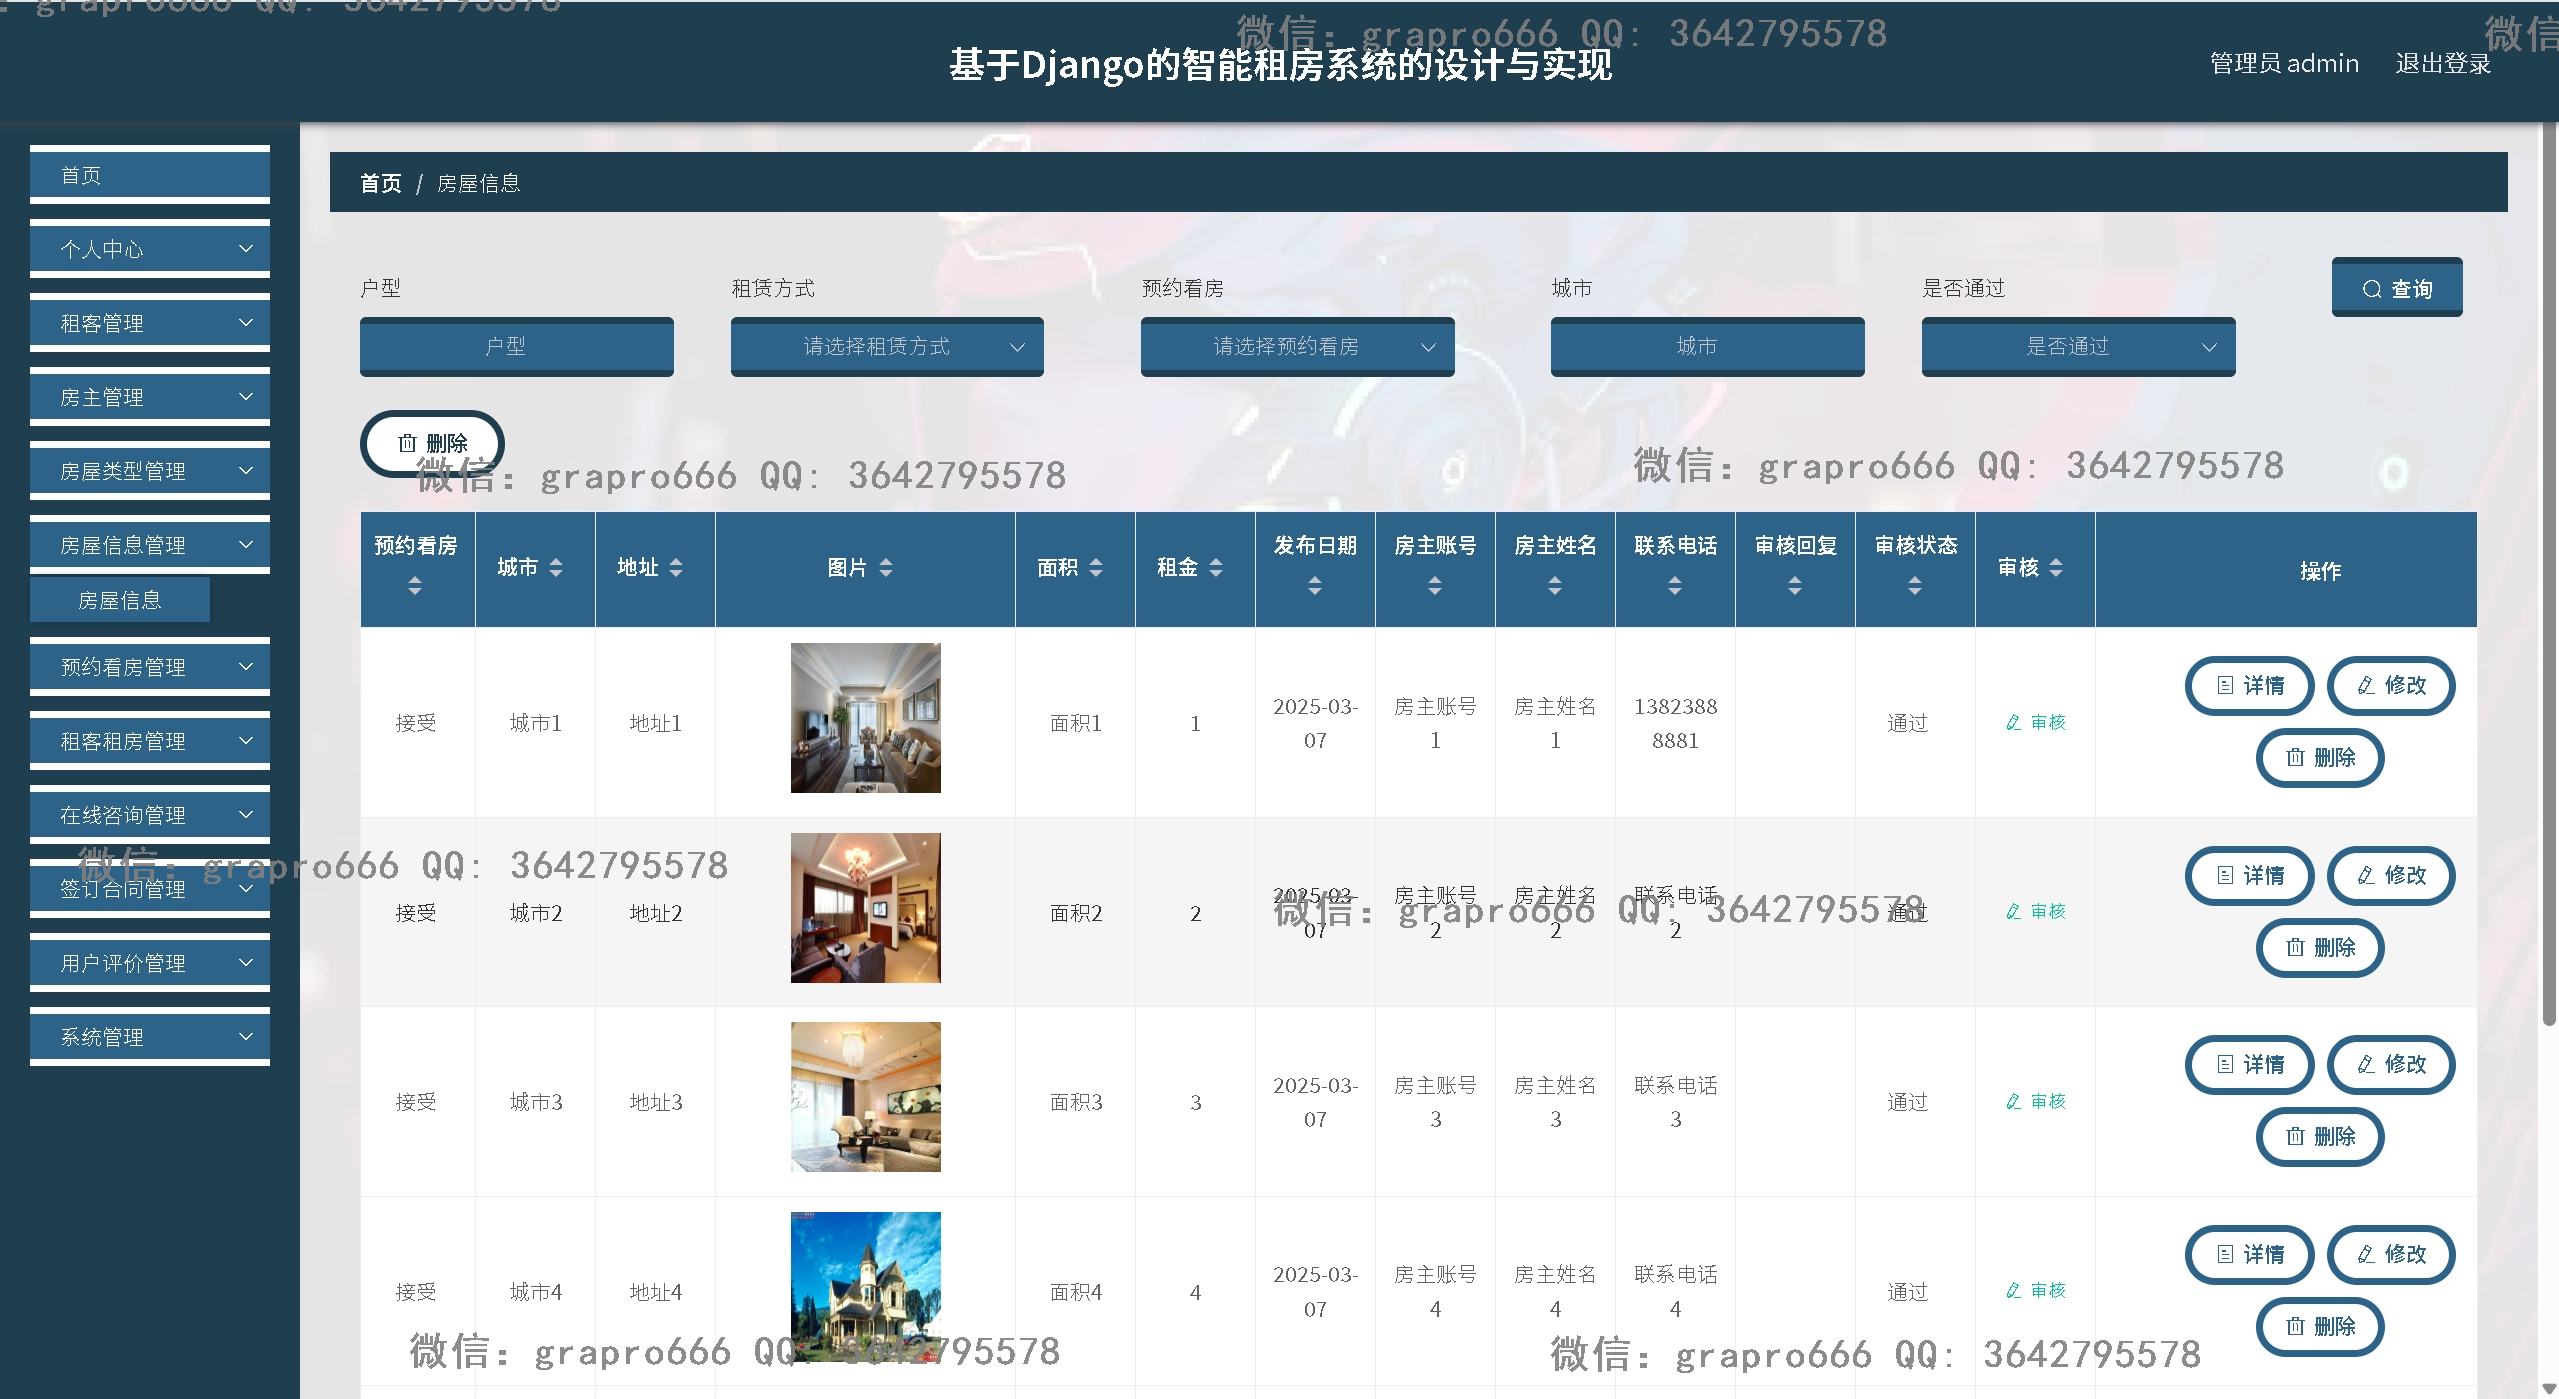 微信: grapro666 QQ: 3642795578
基于Django的智能租房系统的设计与实现
管理员 admin 退出登录
微信
首页
个人中心
租客管理
房主管理
房屋类型管理
房屋信息管理
房屋信息
预约看房管理
租客租房管理
在线咨询管理
签订合同管理
用户评价管理
系统管理
首页 / 房屋信息
户型 租赁方式 预约看房 城市 是否通过 查询
户型 请选择租赁方式 请选择预约看房 城市 是否通过
删除
微信: grapro666 QQ: 3642795578
微信: grapro666 QQ: 3642795578
预约看房 城市 地址 图片 面积 租金 发布日期 房主账号 房主姓名 联系电话 审核回复 审核状态 审核 操作
接受 城市1 地址1 面积1 1 2025-03-07 房主账号1 房主姓名1 13823888881 通过 审核 详情 修改 删除
微信: grapro666 QQ: 3642795578
接受 城市2 地址2 面积2 2 2025-03-07 房主账号2 房主姓名2 联系电话2 通过 审核 详情 修改 删除
微信: grapro666 QQ: 3642795578
接受 城市3 地址3 面积3 3 2025-03-07 房主账号3 房主姓名3 联系电话3 通过 审核 详情 修改 删除
接受 城市4 地址4 面积4 4 2025-03-07 房主账号4 房主姓名4 联系电话4 通过 审核 详情 修改 删除
微信: grapro666 QQ: 3642795578
微信: grapro666 QQ: 3642795578